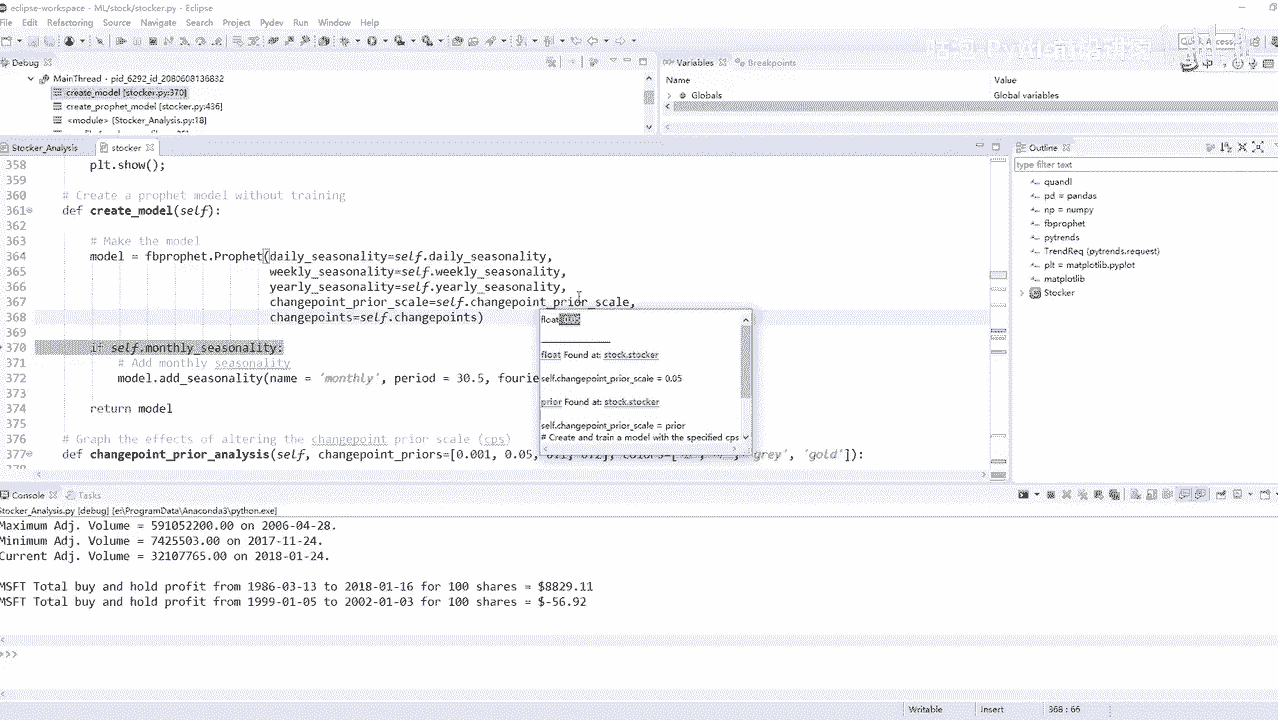 eclipse-workspace - ML/stock/stocker.py - Eclipse
File Edit Refactoring Source Navigate Search Project Pydev Run Window Help
Debug
MainThread - pid_6292_id_2080608136832
create_model [stocker.py:370]
create_prophet_model [stocker.py:436]
<module> [Stocker_Analysis.py:18]
Variables Breakpoints
Name Value
Globals Global variables
Stocker_Analysis stocker
358 plt.show();
359
360 # Create a prophet model without training
361 def create_model(self):
362
363 # Make the model
364 model = fbprophet.Prophet(daily_seasonality=self.daily_seasonality,
365 weekly_seasonality=self.weekly_seasonality,
366 yearly_seasonality=self.yearly_seasonality,
367 changepoint_prior_scale=self.changepoint_prior_scale,
368 changepoints=self.changepoints)
369
370 if self.monthly_seasonality:
371 # Add monthly seasonality
372 model.add_seasonality(name = 'monthly', period = 30.5, fourie
373
374 return model
375
376 # Graph the effects of altering the changepoint prior scale (cps)
377 def changepoint_prior_analysis(self, changepoint_priors=[0.001, 0.05, 'grey', 'gold']):
float
float Found at: stock.stocker
self.changepoint_prior_scale = 0.05
prior Found at: stock.stocker
self.changepoint_prior_scale = prior
# Create and train a model with the specified cps
Outline
type filter text
quandl
pd = pandas
np = numpy
fbprophet
pytrends
TrendReq (pytrends.request)
plt = matplotlib.pyplot
Stocker
Console Tasks
Stocker_Analysis.py [debug] [e:\ProgramData\Anaconda3\python.exe]
Maximum Adj. Volume = 591052200.00 on 2006-04-28.
Minimum Adj. Volume = 7425503.00 on 2017-11-24.
Current Adj. Volume = 32107765.00 on 2018-01-24.
MSFT Total buy and hold profit from 1986-03-13 to 2018-01-16 for 100 shares = $8829.11
MSFT Total buy and hold profit from 1999-01-05 to 2002-01-03 for 100 shares = $-56.92
>>>
Writable Insert 368 : 66